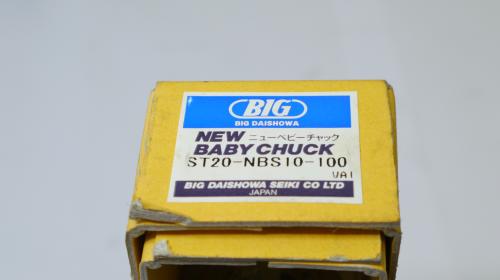 BIG
BIG DAISHOWA
NEW ニューベビーチャック
BABY CHUCK
ST20-NBS10-100
VA1
BIG DAISHOWA SEIKI CO LTD
JAPAN